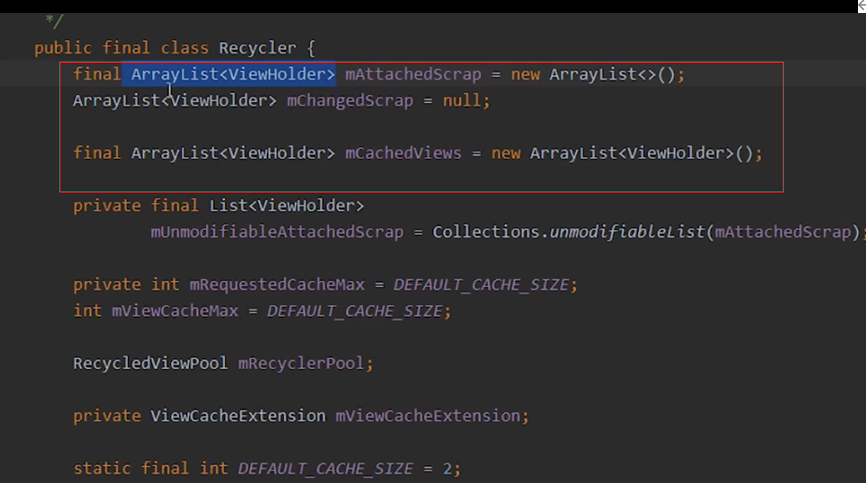 */
public final class Recycler {
final ArrayList<ViewHolder> mAttachedScrap = new ArrayList<>();
ArrayList<ViewHolder> mChangedScrap = null;
final ArrayList<ViewHolder> mCachedViews = new ArrayList<ViewHolder>();
private final List<ViewHolder>
mUnmodifiableAttachedScrap = Collections.unmodifiableList(mAttachedScrap);
private int mRequestedCacheMax = DEFAULT_CACHE_SIZE;
int mViewCacheMax = DEFAULT_CACHE_SIZE;
RecycledViewPool mRecyclerPool;
private ViewCacheExtension mViewCacheExtension;
static final int DEFAULT_CACHE_SIZE = 2;